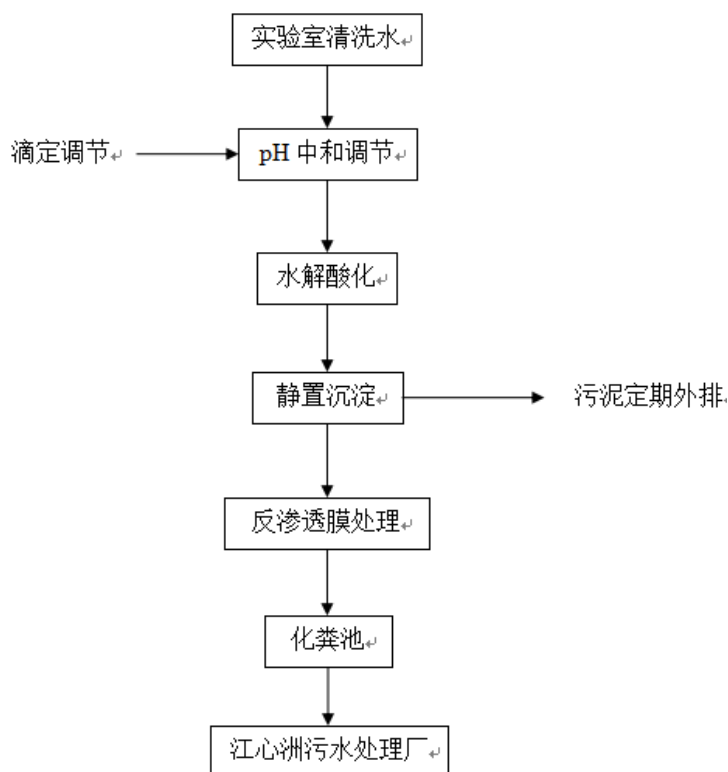 实验室清洗水
滴定调节
pH 中和调节
水解酸化
静置沉淀
污泥定期外排
反渗透膜处理
化粪池
江心洲污水处理厂